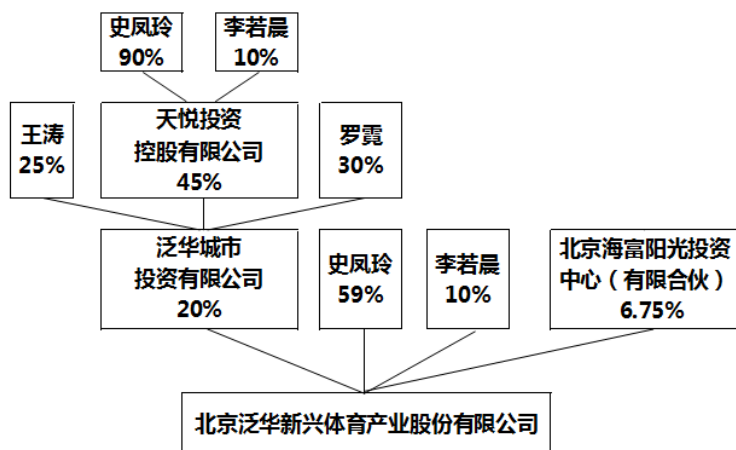 史凤玲
90%
李若晨
10%
王涛
25%
天悦投资
控股有限公司
45%
罗霓
30%
泛华城市
投资有限公司
20%
史凤玲
59%
李若晨
10%
北京海富阳光投资
中心（有限合伙）
6.75%
北京泛华新兴体育产业股份有限公司